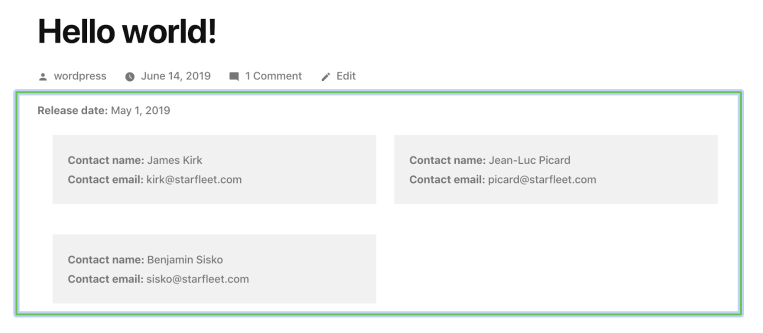 Hello world!
wordpress June 14, 2019 1 Comment Edit
Release date: May 1, 2019
Contact name: James Kirk
Contact email: kirk@starfleet.com
Contact name: Jean-Luc Picard
Contact email: picard@starfleet.com
Contact name: Benjamin Sisko
Contact email: sisko@starfleet.com